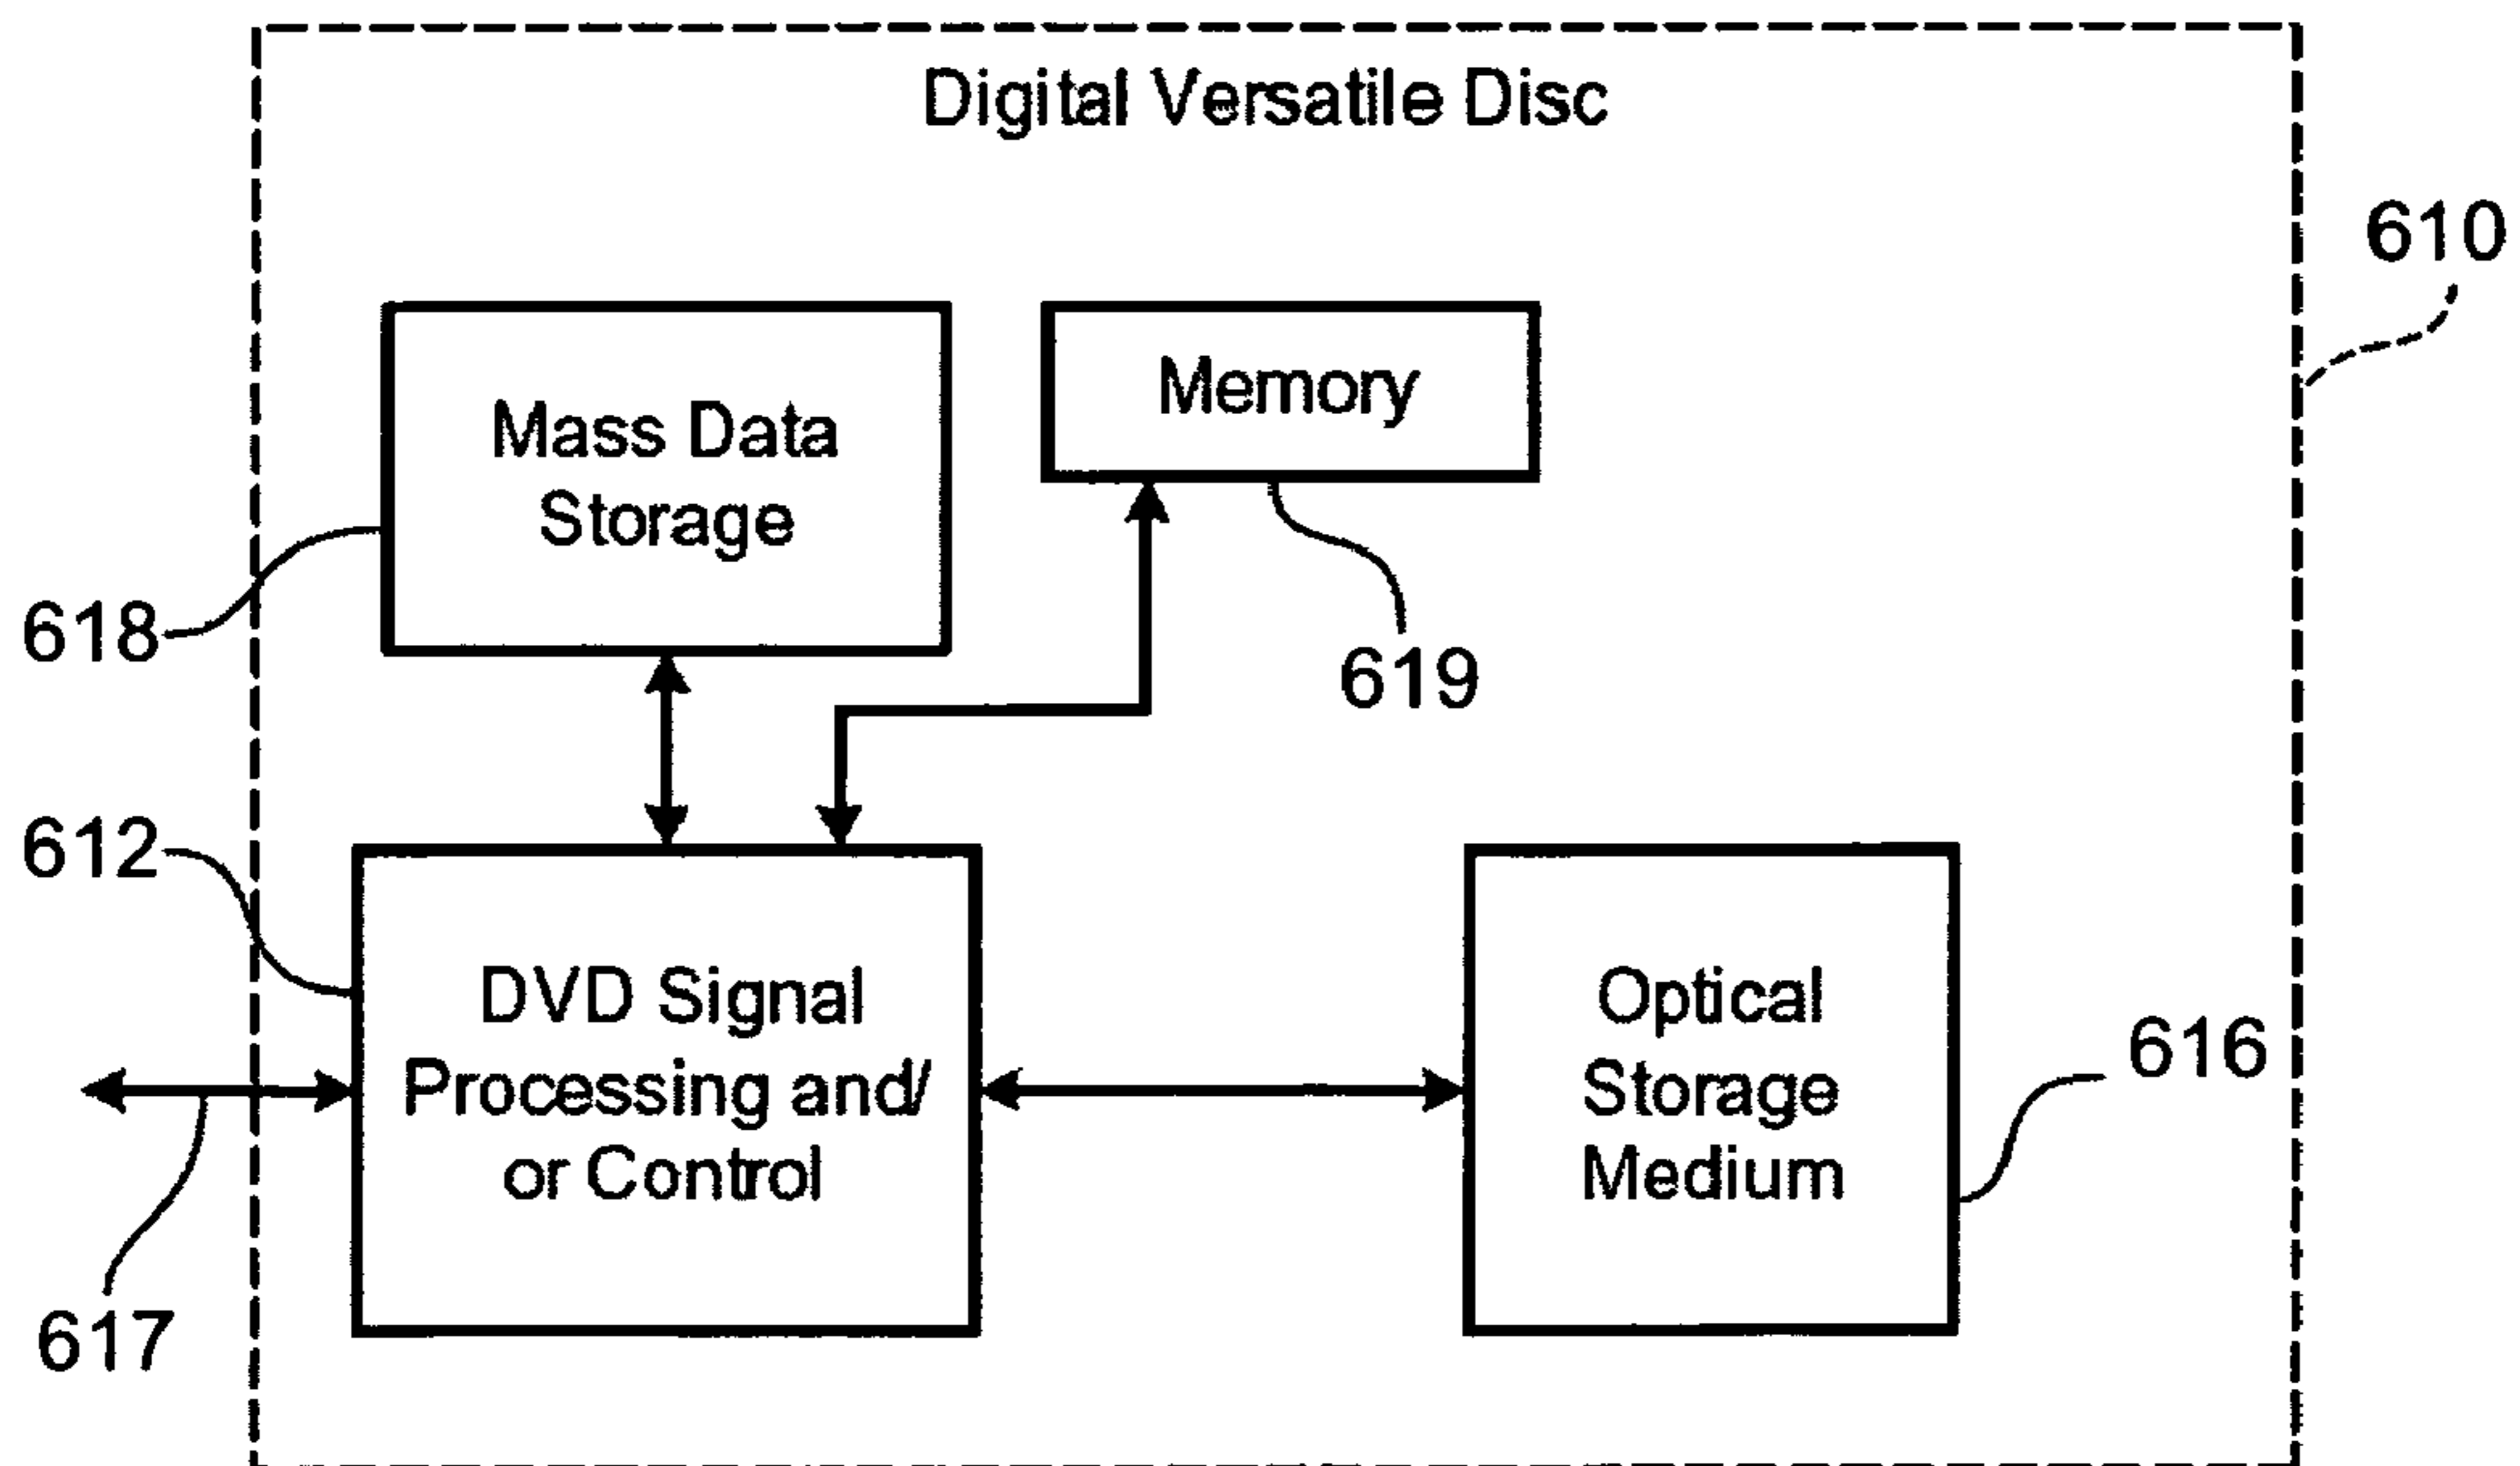 Digital Versatile Disc
610
Mass Data
Storage
Memory
618
619
612
DVD Signal
Processing and/
or Control
Optical
Storage
Medium
616
617